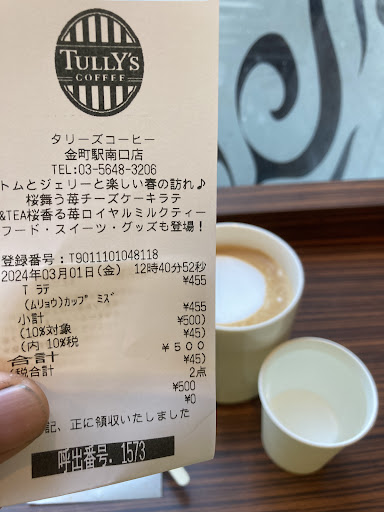 TULLY'S
COFFEE
タリーズコーヒー
金町駅南口店
TEL:03-5648-3206
トムとジェリーと楽しい春の訪れ♪
桜舞う苺チーズケーキラテ
&TEA桜香る苺ロイヤルミルクティー
フード・スイーツ・グッズも登場!
登録番号:T9011101048118
2024年03月01日(金) 12時40分52秒
T ラテ ¥455
(ムリョウ)カップ ミズ
小計 ¥455
(10%対象 ¥500)
(内 10%税 ¥45)
合計 ¥500
(税合計 ¥45)
2点
¥500
¥0
記、正に領収いたしました
呼出番号. 1573